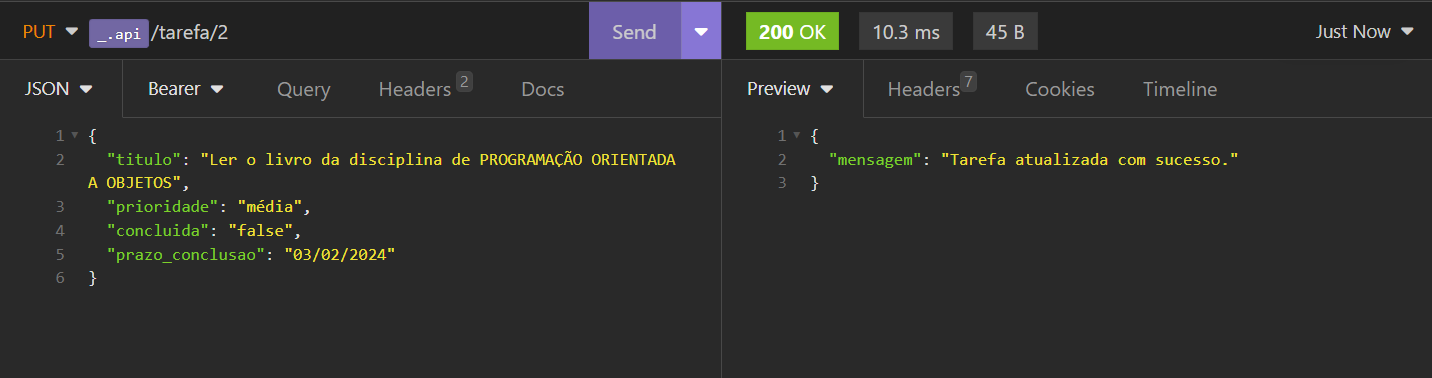 PUT _.api /tarefa/2 Send 200 OK 10.3 ms 45 B Just Now
JSON Bearer Query Headers 2 Docs
1 {
2 "titulo": "Ler o livro da disciplina de PROGRAMAÇÃO ORIENTADA
A OBJETOS",
3 "prioridade": "média",
4 "concluida": "false",
5 "prazo_conclusao": "03/02/2024"
6 }
Preview Headers 7 Cookies Timeline
1 {
2 "mensagem": "Tarefa atualizada com sucesso."
3 }